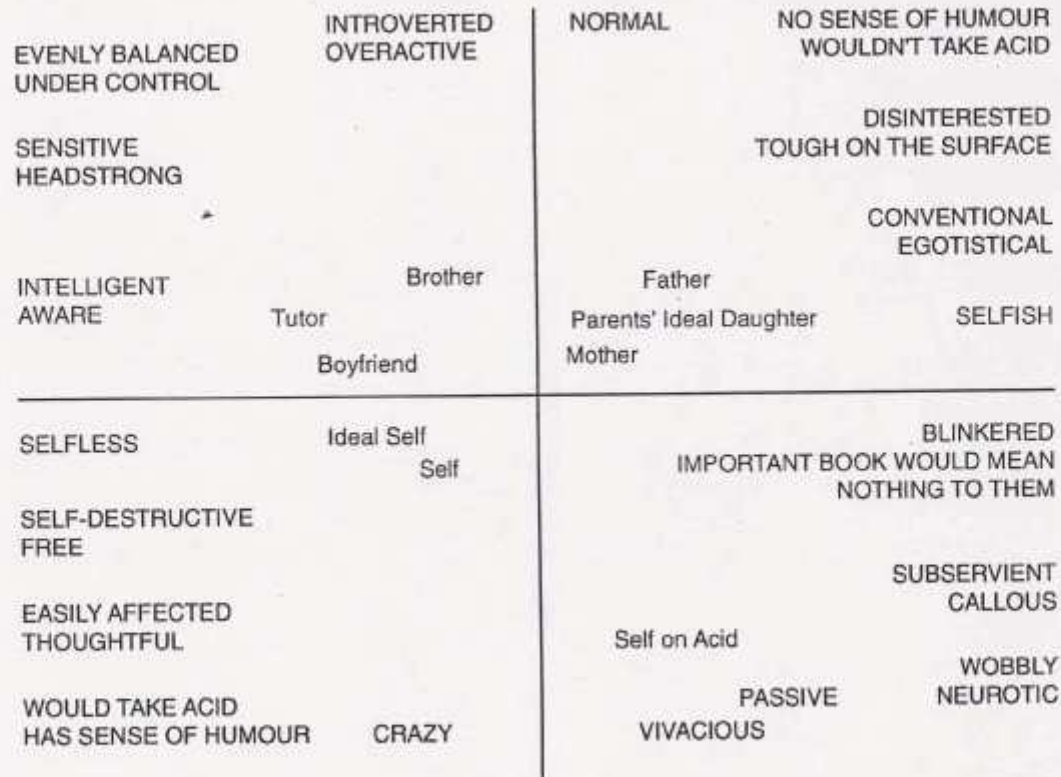 INTROVERTED
OVERACTIVE
EVENLY BALANCED
UNDER CONTROL
SENSITIVE
HEADSTRONG
INTELLIGENT
AWARE
Brother
Tutor
Boyfriend
NORMAL
NO SENSE OF HUMOUR
WOULDN'T TAKE ACID
DISINTERESTED
TOUGH ON THE SURFACE
CONVENTIONAL
EGOTISTICAL
Father
Parents' Ideal Daughter
SELFISH
Mother
SELFLESS
Ideal Self
Self
SELF-DESTRUCTIVE
FREE
EASILY AFFECTED
THOUGHTFUL
WOULD TAKE ACID
HAS SENSE OF HUMOUR
CRAZY
BLINKERED
IMPORTANT BOOK WOULD MEAN
NOTHING TO THEM
SUBSERVIENT
CALLOUS
Self on Acid
WOBBLY
NEUROTIC
PASSIVE
VIVACIOUS